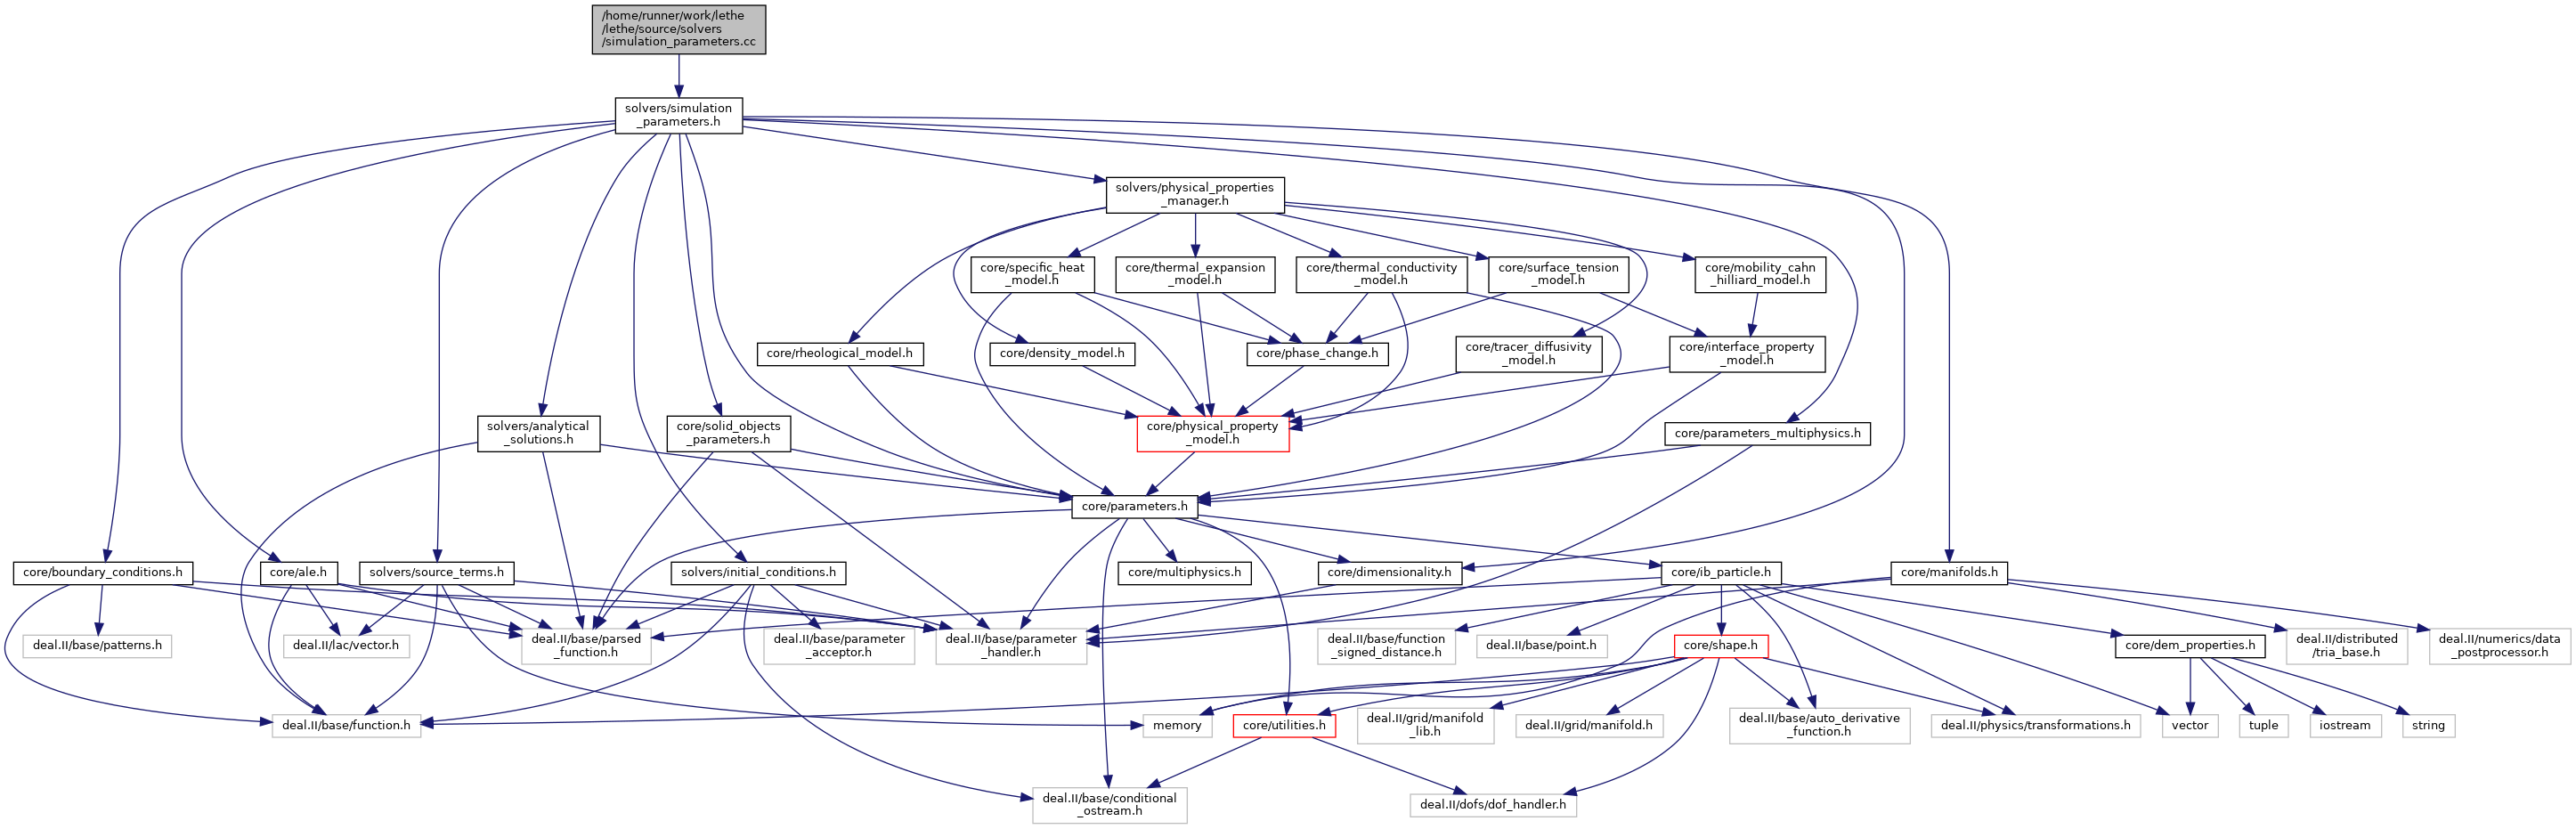 /home/runner/work/lethe
/lethe/source/solvers
/simulation_parameters.cc
solvers/simulation
_parameters.h
solvers/physical_properties
_manager.h
core/specific_heat
_model.h
core/thermal_expansion
_model.h
core/thermal_conductivity
_model.h
core/surface_tension
_model.h
core/mobility_cahn
_hilliard_model.h
core/rheological_model.h
core/density_model.h
core/phase_change.h
core/tracer_diffusivity
_model.h
core/interface_property
_model.h
solvers/analytical
_solutions.h
core/solid_objects
_parameters.h
core/physical_property
_model.h
core/parameters_multiphysics.h
core/parameters.h
core/boundary_conditions.h
core/ale.h
solvers/source_terms.h
solvers/initial_conditions.h
core/multiphysics.h
core/dimensionality.h
core/ib_particle.h
core/manifolds.h
deal.II/base/patterns.h
deal.II/lac/vector.h
deal.II/base/parsed
_function.h
deal.II/base/parameter
_acceptor.h
deal.II/base/parameter
_handler.h
deal.II/base/function
_signed_distance.h
deal.II/base/point.h
core/shape.h
core/dem_properties.h
deal.II/distributed
/tria_base.h
deal.II/numerics/data
_postprocessor.h
deal.II/base/function.h
memory
core/utilities.h
deal.II/grid/manifold
_lib.h
deal.II/grid/manifold.h
deal.II/base/auto_derivative
_function.h
deal.II/physics/transformations.h
vector
tuple
iostream
string
deal.II/base/conditional
_ostream.h
deal.II/dofs/dof_handler.h